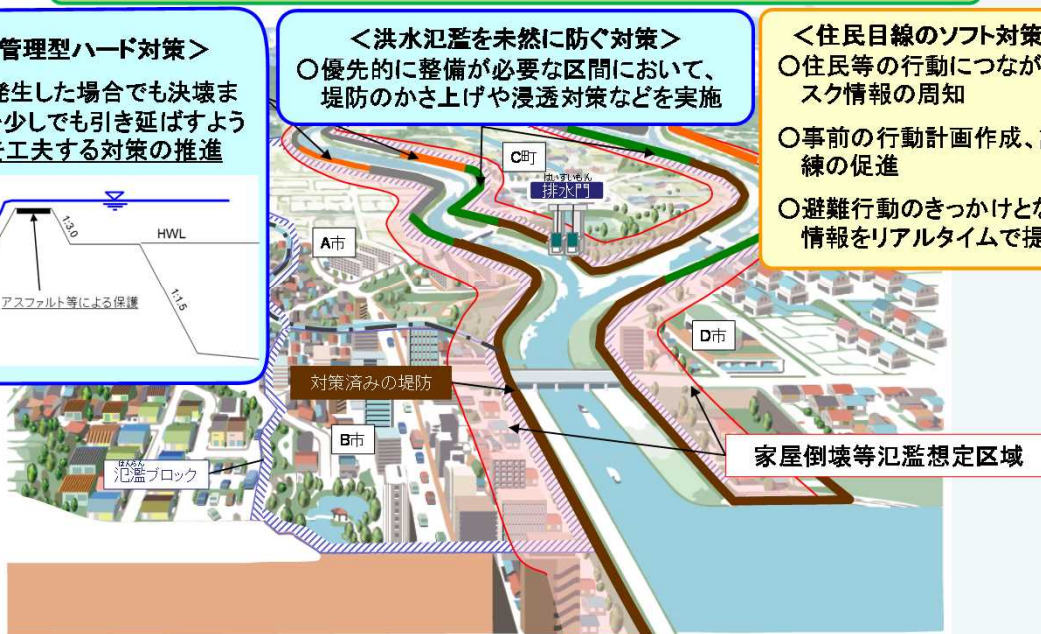 管理型ハード対策＞
発生した場合でも決壊ま
少しでも引き延ばすよう
を工夫する対策の推進
1:3.0
HWL
1:1.5
アスファルト等による保護
＜洪水氾濫を未然に防ぐ対策＞
○優先的に整備が必要な区間において、
堤防のかさ上げや浸透対策などを実施
＜住民目線のソフト対策
○住民等の行動につなが
スク情報の周知
○事前の行動計画作成、
練の促進
○避難行動のきっかけとな
情報をリアルタイムで提
C町
はいすいもん
排水門
A市
D市
対策済みの堤防
B市
はんらん
氾濫ブロック
家屋倒壊等氾濫想定区域